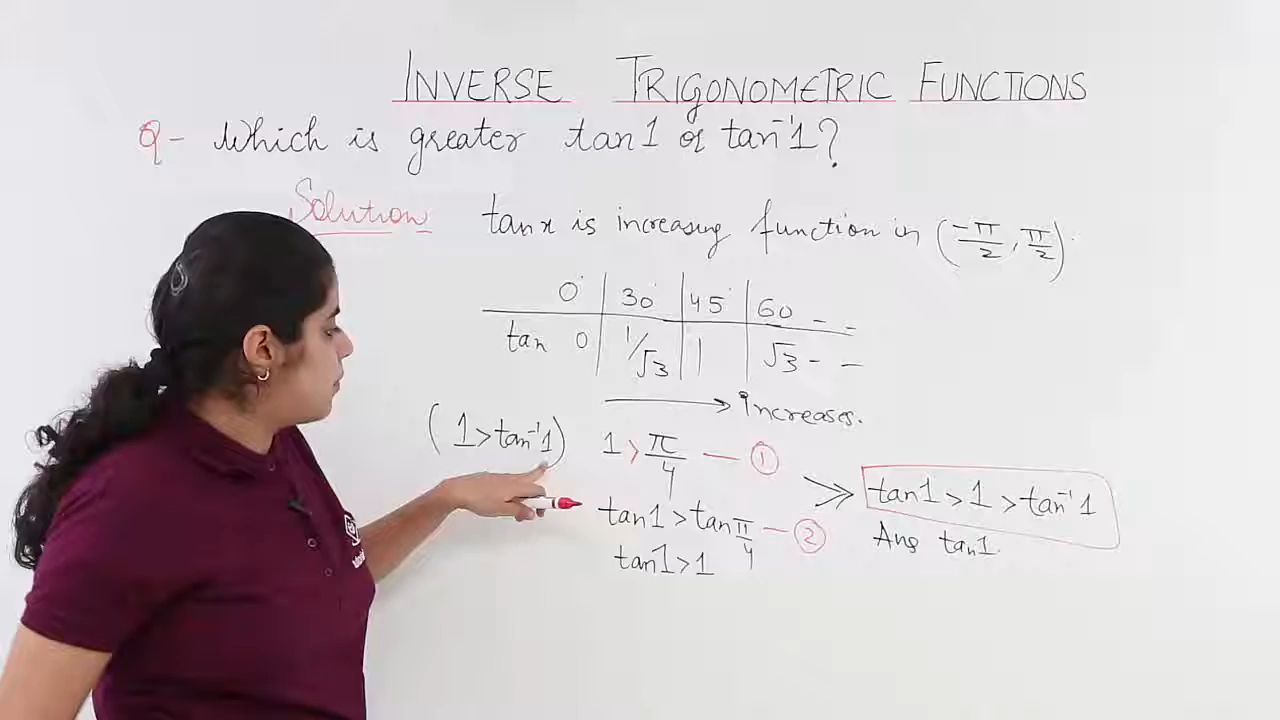 INVERSE TRIGONOMETRIC FUNCTIONS
Q- Which is greater tan1 or tan⁻¹1?
Solution
tan x is increasing function in (-π/2, π/2).
0° 30° 45° 60 - -
tan 0 1/√3 1 √3 - -
→ increases.
(1 > tan⁻¹1) 1 > π/4 — ①
tan1 > tan π/4 — ②
tan1 > 1
≫ tan1 > 1 > tan⁻¹1
Ans tan1.